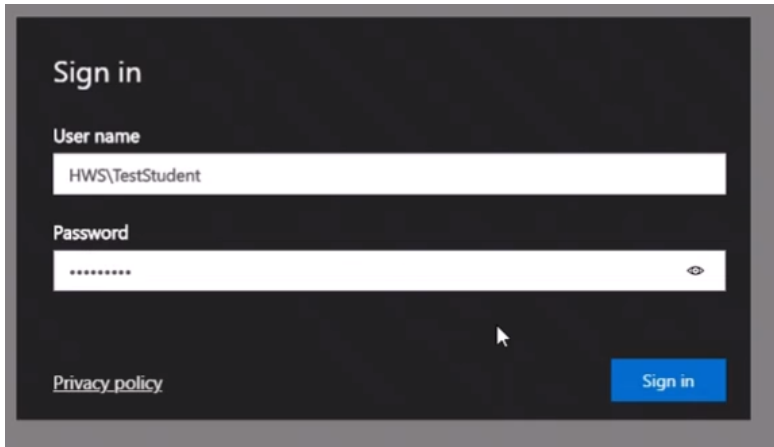 Sign in
User name
HWS\TestStudent
Password
•••••••••
Privacy policy
Sign in